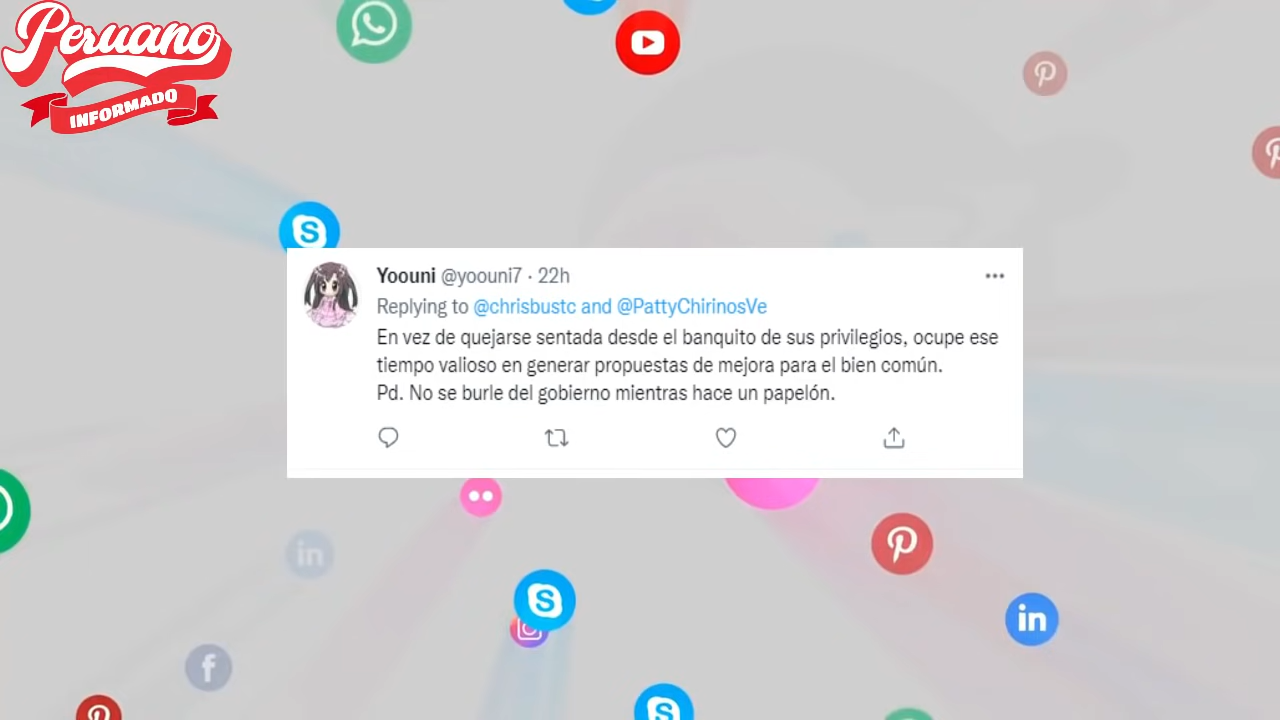 Peruano
INFORMADO
Yoouni @yoouni7 · 22h
Replying to @chrisbustc and @PattyChirinosVe
En vez de quejarse sentada desde el banquito de sus privilegios, ocupe ese
tiempo valioso en generar propuestas de mejora para el bien común.
Pd. No se burle del gobierno mientras hace un papelón.